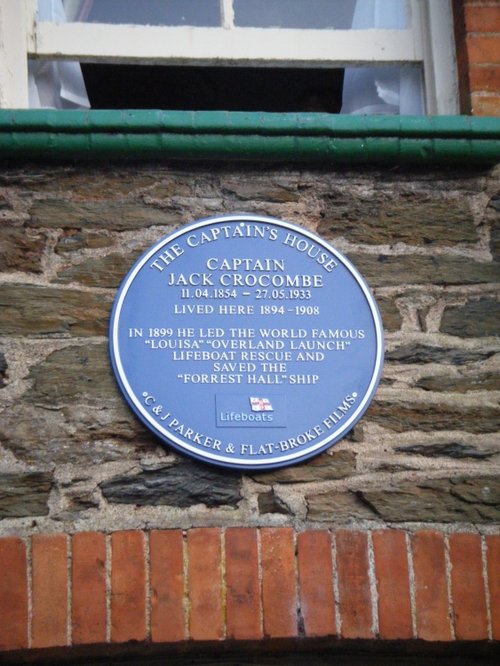 THE CAPTAIN'S HOUSE
CAPTAIN
JACK CROCOMBE
11.04.1854 - 27.05.1933
LIVED HERE 1894-1908
IN 1899 HE LED THE WORLD FAMOUS
"LOUISA" "OVERLAND LAUNCH"
LIFEBOAT RESCUE AND
SAVED THE
"FORREST HALL" SHIP
Lifeboats
• C & J PARKER & FLAT-BROKE FILMS •